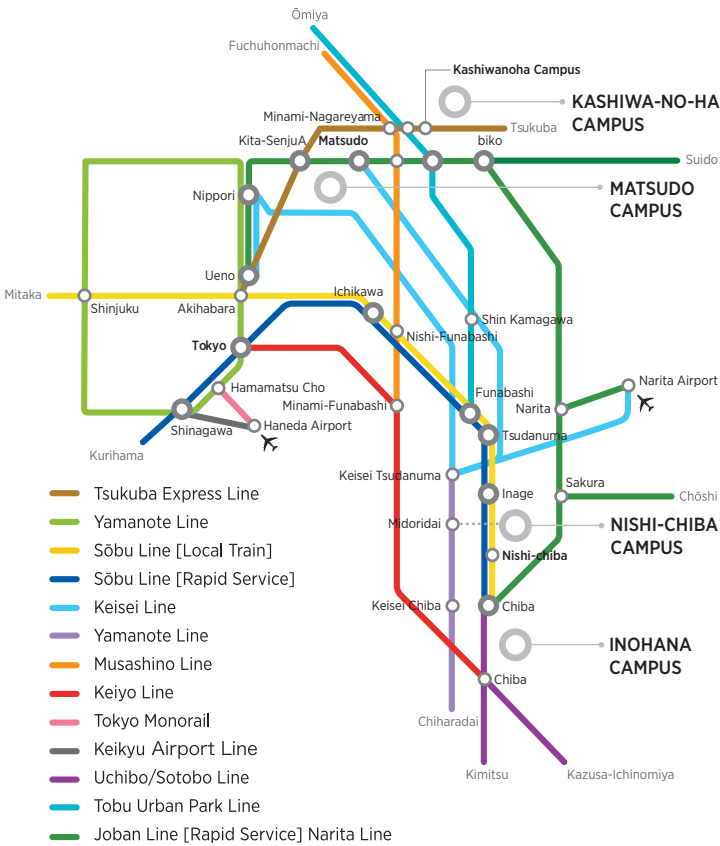 Ōmiya
Fuchuhonmachi
Kashiwanoha Campus
KASHIWA-NO-HA
CAMPUS
Minami-Nagareyama
Tsukuba
Kita-SenjuA
Matsudo
biko
Suido
MATSUDO
CAMPUS
Nippori
Ueno
Mitaka
Shinjuku
Akihabara
Ichikawa
Shin Kamagawa
Nishi-Funabashi
Tokyo
Hamamatsu Cho
Narita Airport
Funabashi
Minami-Funabashi
Narita
Shinagawa
Haneda Airport
Tsudanuma
Kurihama
Keisei Tsudanuma
Sakura
Inage
Chōshi
Midoridai
NISHI-CHIBA
CAMPUS
Nishi-chiba
Keisei Chiba
Chiba
INOHANA
CAMPUS
Chiba
Chiharadai
Kimitsu
Kazusa-Ichinomiya
Tsukuba Express Line
Yamanote Line
Sōbu Line [Local Train]
Sōbu Line [Rapid Service]
Keisei Line
Yamanote Line
Musashino Line
Keiyo Line
Tokyo Monorail
Keikyu Airport Line
Uchibo/Sotobo Line
Tobu Urban Park Line
Joban Line [Rapid Service] Narita Line